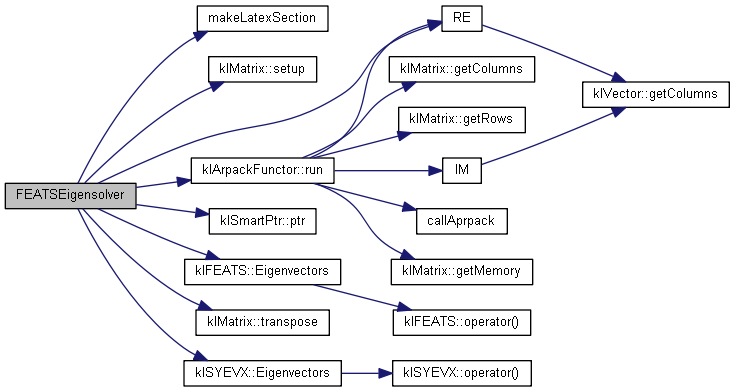 makeLatexSection
RE
klMatrix::setup
klMatrix::getColumns
klVector::getColumns
klMatrix::getRows
klArpackFunctor::run
IM
FEATSEigensolver
klSmartPtr::ptr
callAprpack
klFEATS::Eigenvectors
klMatrix::getMemory
klMatrix::transpose
klFEATS::operator()
klSYEVX::Eigenvectors
klSYEVX::operator()